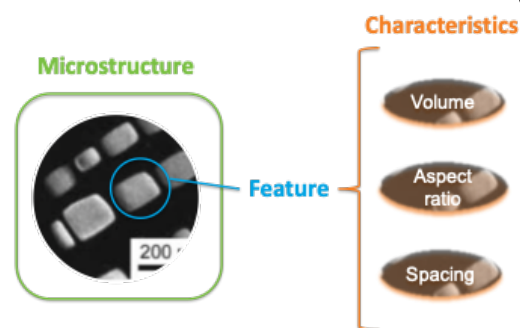 Characteristics
Microstructure
Volume
Feature
Aspect
ratio
Spacing
200